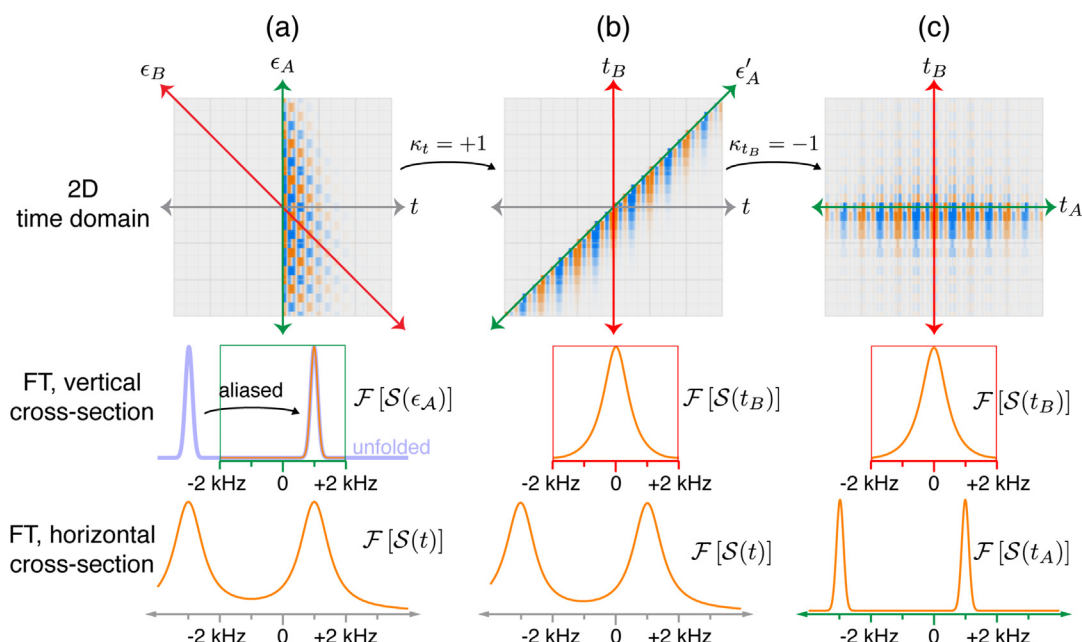 (a)
(b)
(c)
ϵ_B
ϵ_A
t_B
ϵ′_A
t_B
2D
time domain
t
κ_t = +1
t
κ_{t_B} = −1
t_A
FT, vertical
cross-section
aliased
unfolded
ℱ[𝒮(ϵ_𝒜)]
ℱ[𝒮(t_B)]
ℱ[𝒮(t_B)]
-2 kHz 0 +2 kHz
-2 kHz 0 +2 kHz
-2 kHz 0 +2 kHz
FT, horizontal
cross-section
ℱ[𝒮(t)]
ℱ[𝒮(t)]
ℱ[𝒮(t_A)]
-2 kHz 0 +2 kHz
-2 kHz 0 +2 kHz
-2 kHz 0 +2 kHz